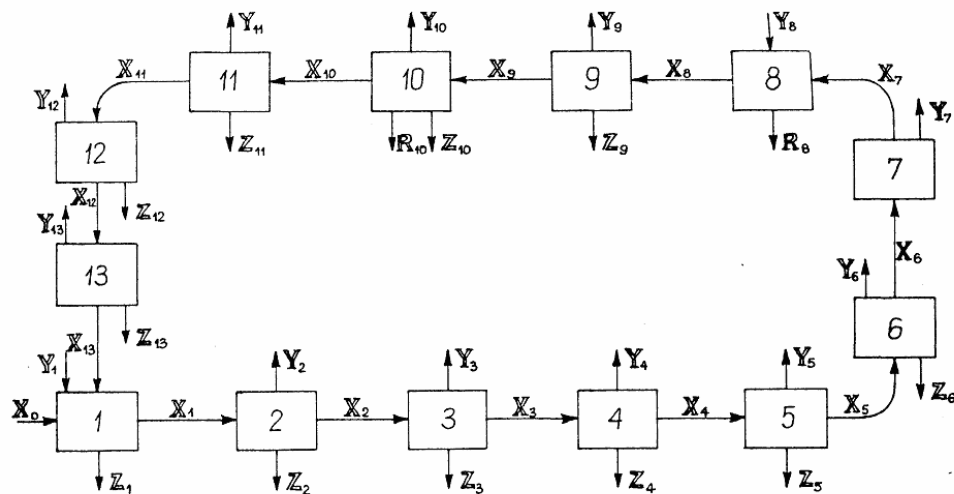 Y₁₁ Y₁₀ Y₉ Y₈
X₁₁ 11 X₁₀ 10 X₉ 9 X₈ 8 X₇
Y₁₂ Y₇
Z₁₁ R₁₀ Z₁₀ Z₉ R₈
12 7
X₁₂ Z₁₂
Y₁₃
X₆
13 Y₆
6
X₁₃ Z₁₃
Y₁ Y₂ Y₃ Y₄ Y₅
Z₆
X₀ 1 X₁ 2 X₂ 3 X₃ 4 X₄ 5 X₅
Z₁ Z₂ Z₃ Z₄ Z₅